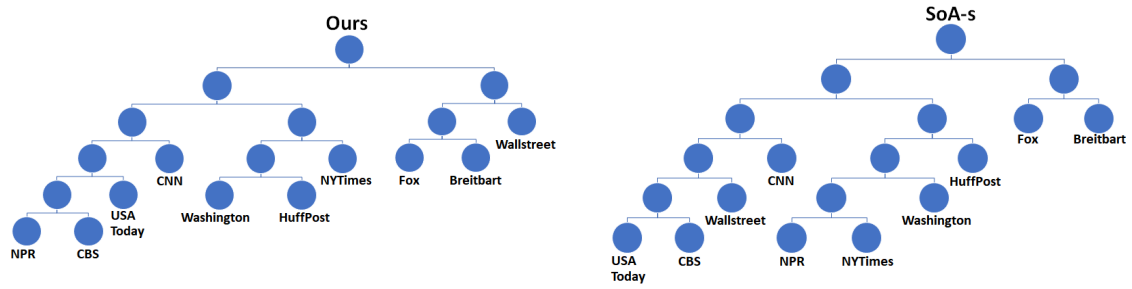 Ours
Wallstreet
CNN
NYTimes
Fox
Breitbart
USA
Today
Washington
HuffPost
NPR
CBS
SoA-s
Fox
Breitbart
CNN
HuffPost
Wallstreet
Washington
USA
Today
CBS
NPR
NYTimes